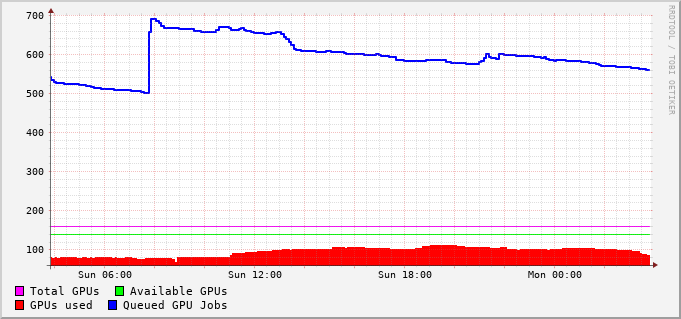 700
600
500
400
300
200
100
Sun 06:00 Sun 12:00 Sun 18:00 Mon 00:00
Total GPUs Available GPUs
GPUs used Queued GPU Jobs
RRDTOOL / TOBI OETIKER